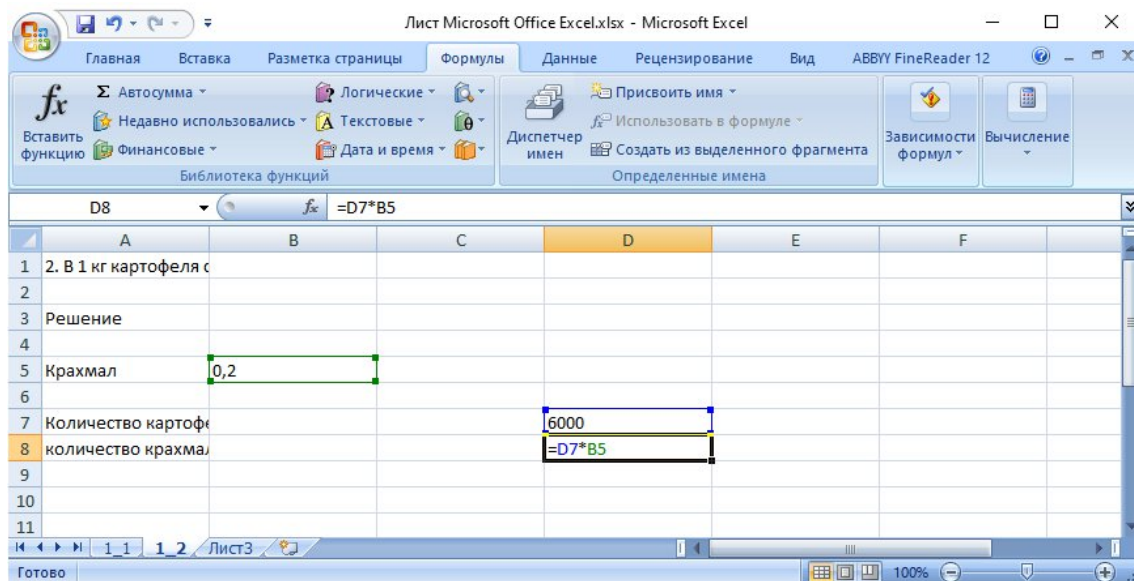 Лист Microsoft Office Excel.xlsx - Microsoft Excel
Главная Вставка Разметка страницы Формулы Данные Рецензирование Вид ABBYY FineReader 12
fx Вставить функцию
Σ Автосумма
Недавно использовались
Финансовые
Логические
Текстовые
Дата и время
Библиотека функций
Диспетчер имен
Присвоить имя
Использовать в формуле
Создать из выделенного фрагмента
Определенные имена
Зависимости формул
Вычисление
D8 fx =D7*B5
A B C D E F
1 2. В 1 кг картофеля с
2
3 Решение
4
5 Крахмал 0,2
6
7 Количество картофе 6000
8 количество крахмал =D7*B5
9
10
11
1_1 1_2 Лист3
Готово 100%